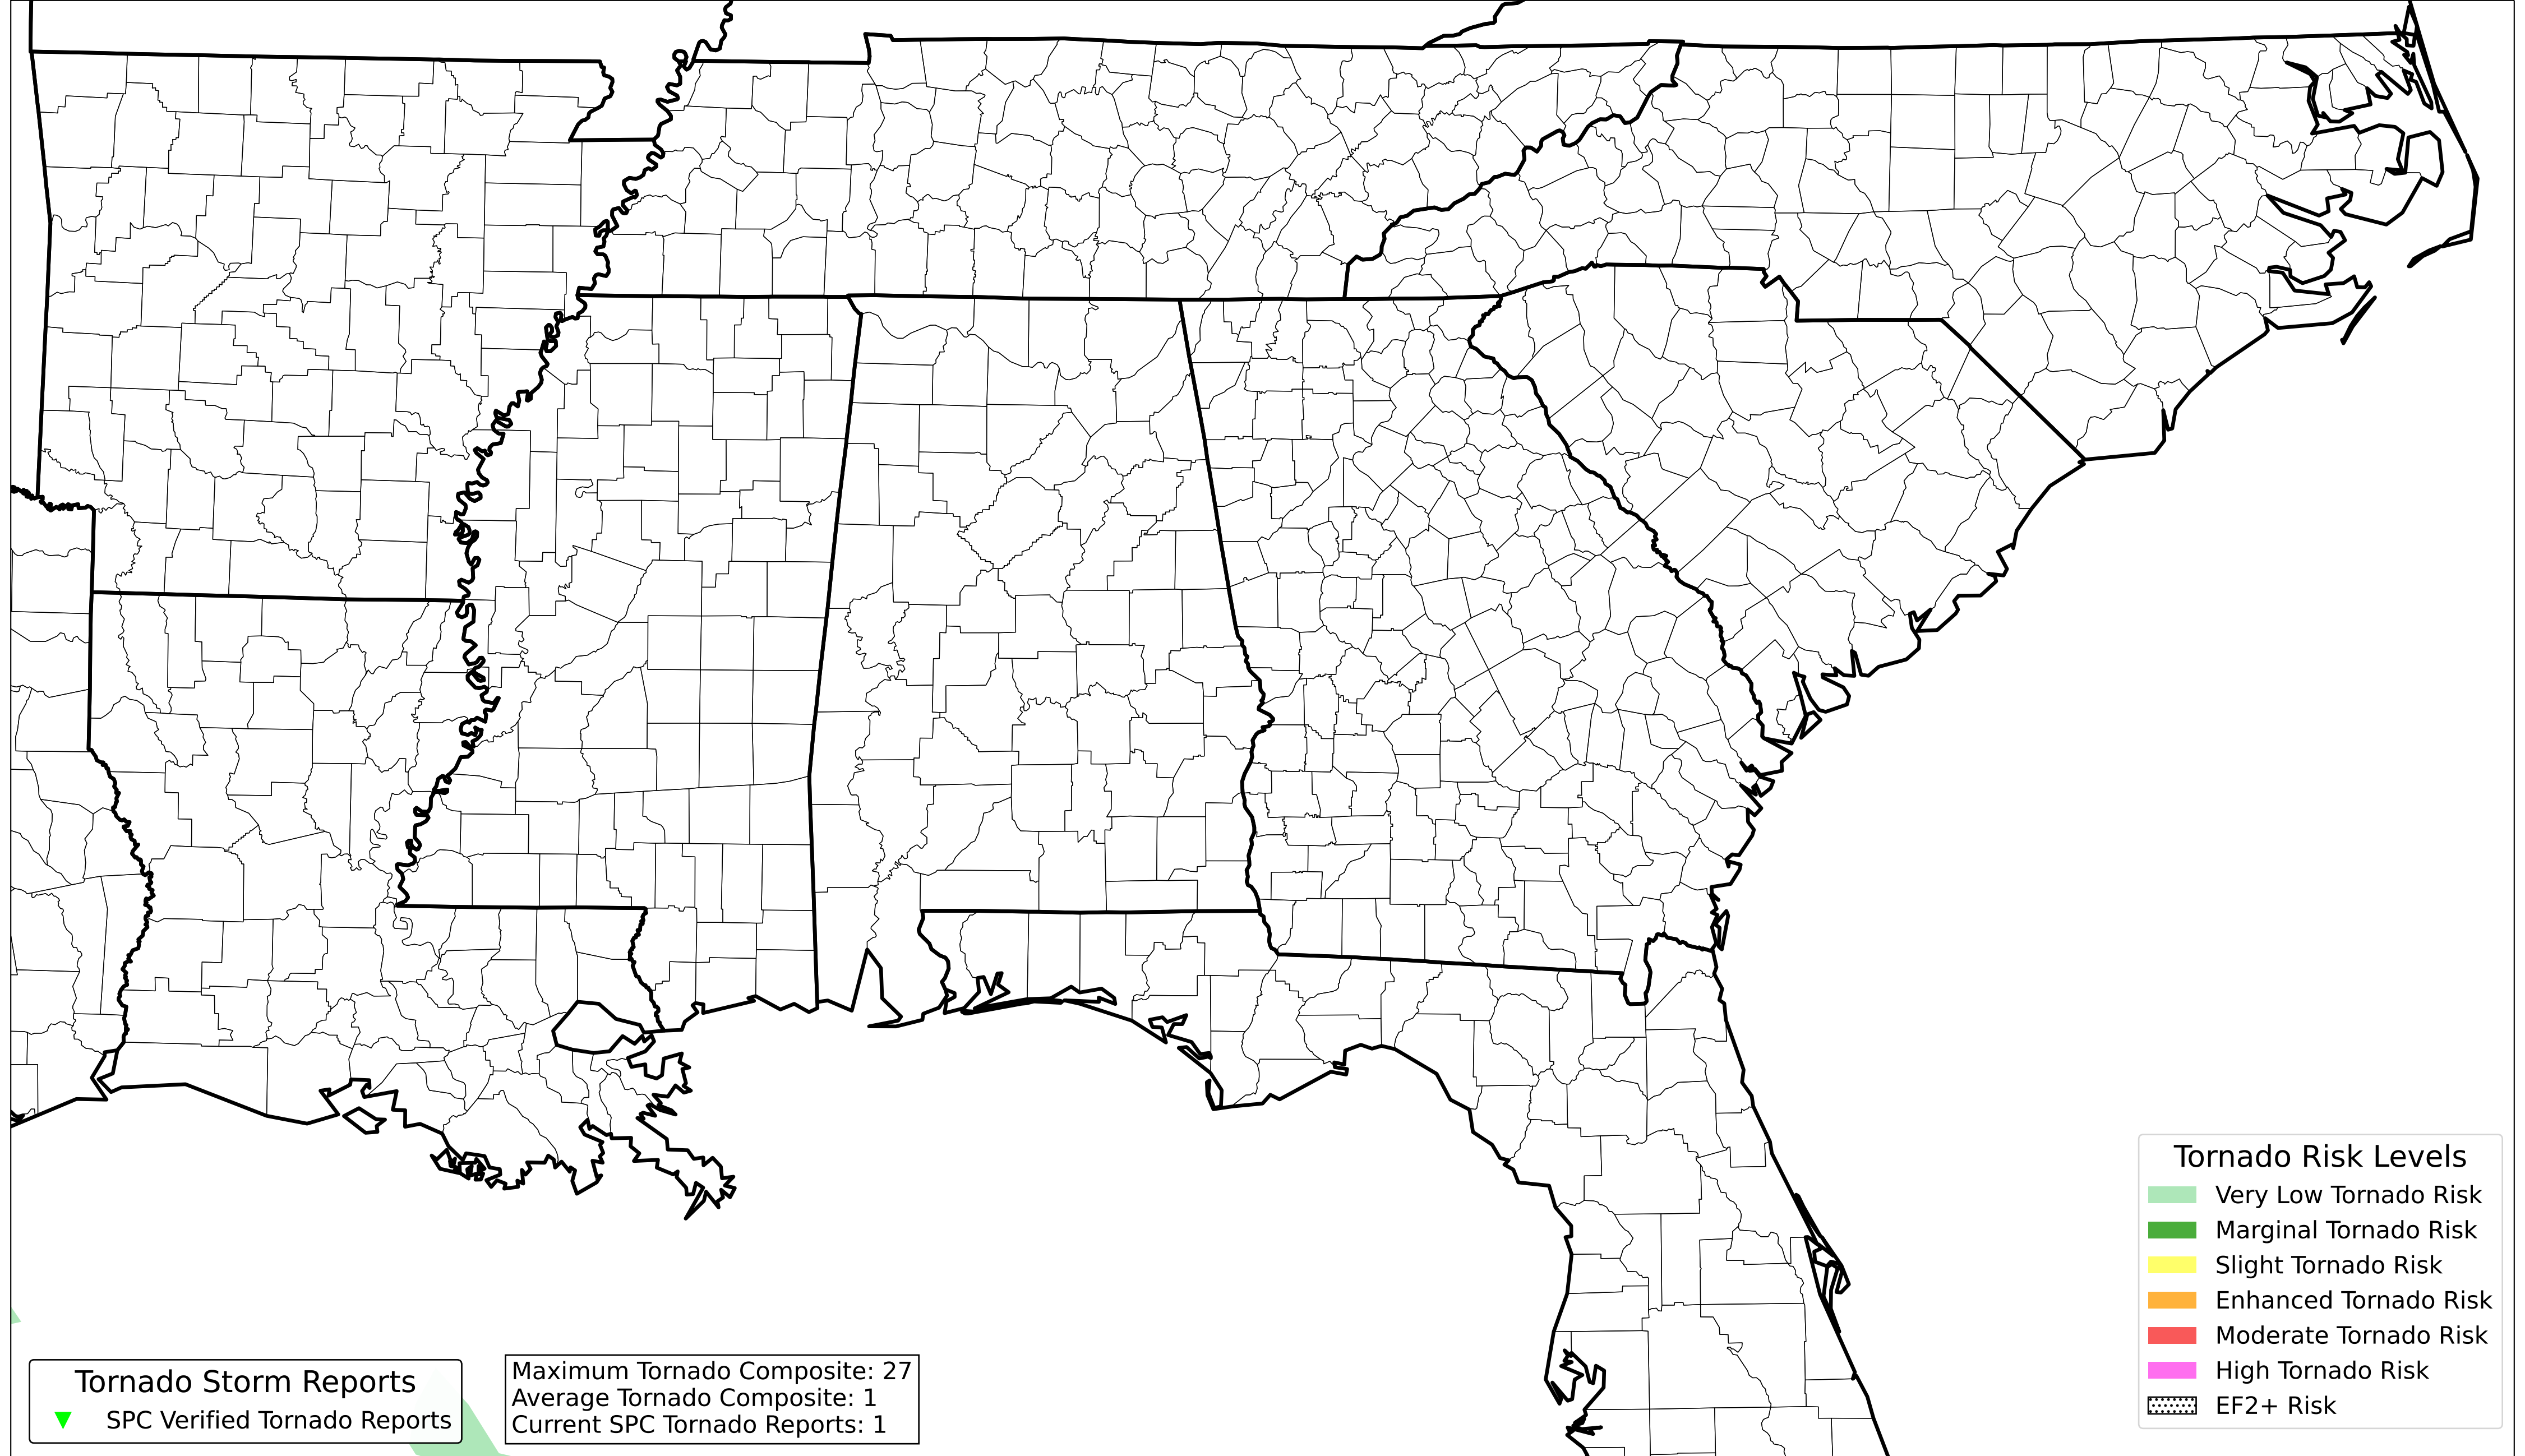 Tornado Storm Reports
SPC Verified Tornado Reports
Maximum Tornado Composite: 27
Average Tornado Composite: 1
Current SPC Tornado Reports: 1
Tornado Risk Levels
Very Low Tornado Risk
Marginal Tornado Risk
Slight Tornado Risk
Enhanced Tornado Risk
Moderate Tornado Risk
High Tornado Risk
EF2+ Risk